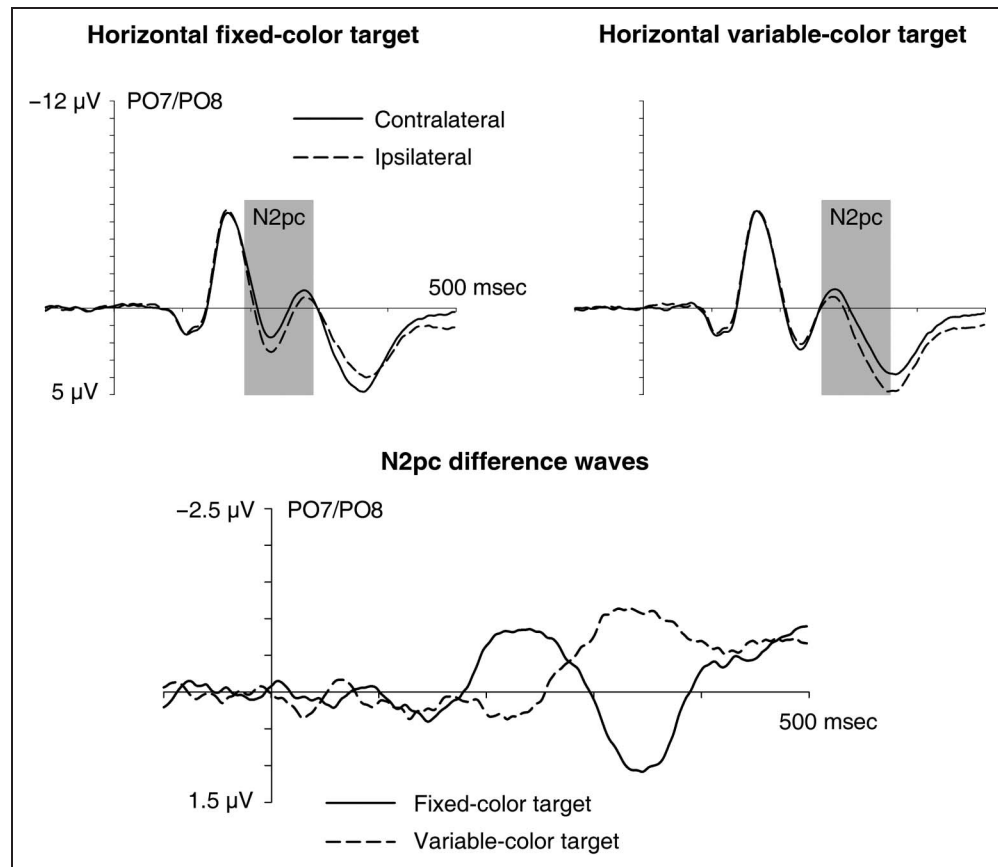 Horizontal fixed-color target
Horizontal variable-color target
−12 µV
PO7/PO8
Contralateral
Ipsilateral
N2pc
N2pc
500 msec
5 µV
5 µV
N2pc difference waves
−2.5 µV
PO7/PO8
500 msec
1.5 µV
Fixed-color target
Variable-color target